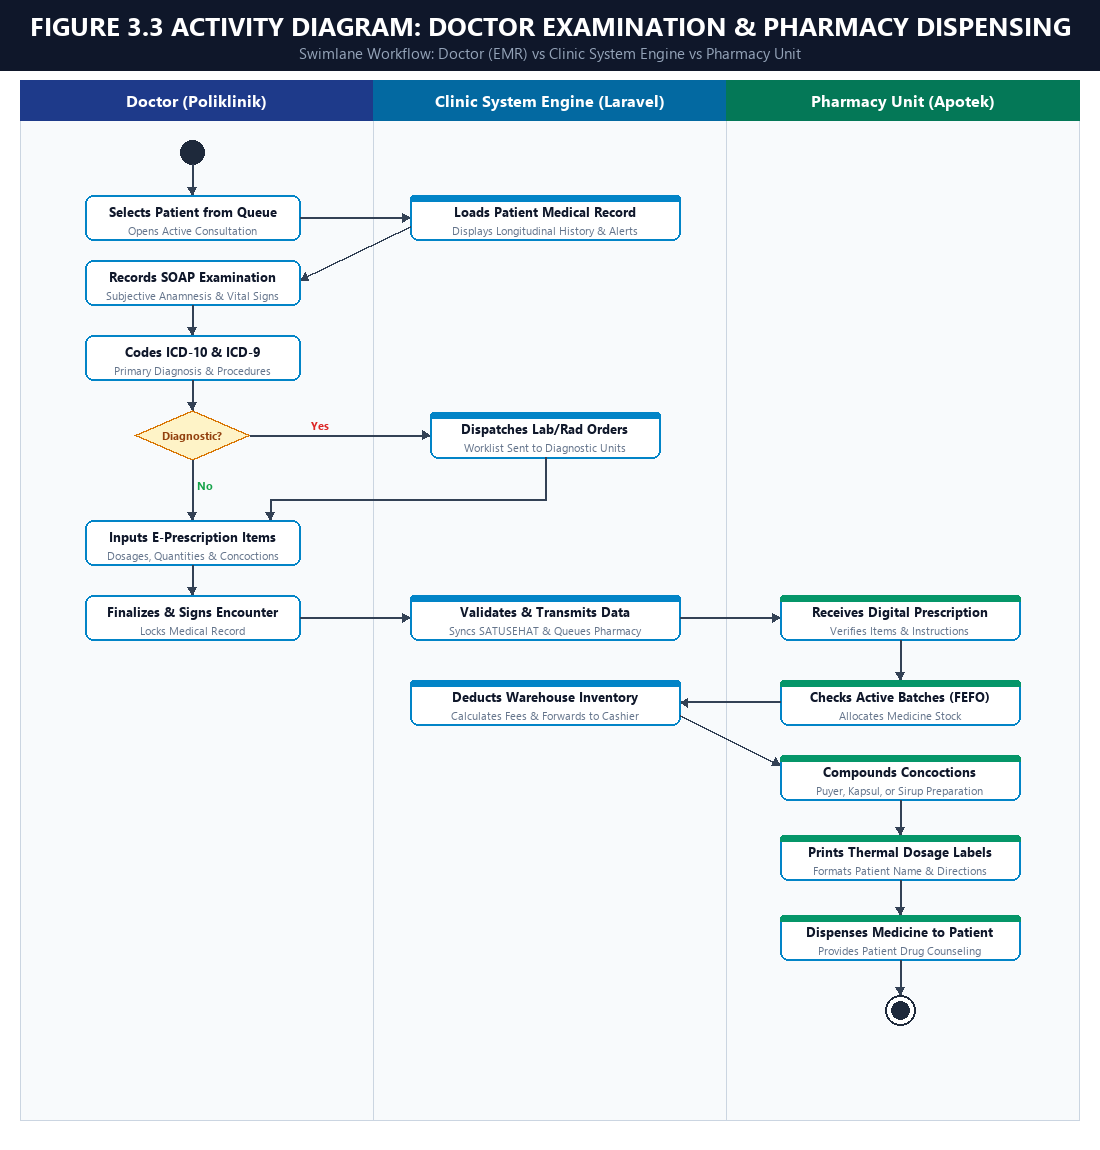 FIGURE 3.3 ACTIVITY DIAGRAM: DOCTOR EXAMINATION & PHARMACY DISPENSING
Swimlane Workflow: Doctor (EMR) vs Clinic System Engine vs Pharmacy Unit
Doctor (Poliklinik)
Clinic System Engine (Laravel)
Pharmacy Unit (Apotek)
Selects Patient from Queue
Opens Active Consultation
Loads Patient Medical Record
Displays Longitudinal History & Alerts
Records SOAP Examination
Subjective Anamnesis & Vital Signs
Codes ICD-10 & ICD-9
Primary Diagnosis & Procedures
Diagnostic?
Yes
Dispatches Lab/Rad Orders
Worklist Sent to Diagnostic Units
No
Inputs E-Prescription Items
Dosages, Quantities & Concoctions
Finalizes & Signs Encounter
Locks Medical Record
Validates & Transmits Data
Syncs SATUSEHAT & Queues Pharmacy
Receives Digital Prescription
Verifies Items & Instructions
Deducts Warehouse Inventory
Calculates Fees & Forwards to Cashier
Checks Active Batches (FEFO)
Allocates Medicine Stock
Compounds Concoctions
Puyer, Kapsul, or Sirup Preparation
Prints Thermal Dosage Labels
Formats Patient Name & Directions
Dispenses Medicine to Patient
Provides Patient Drug Counseling